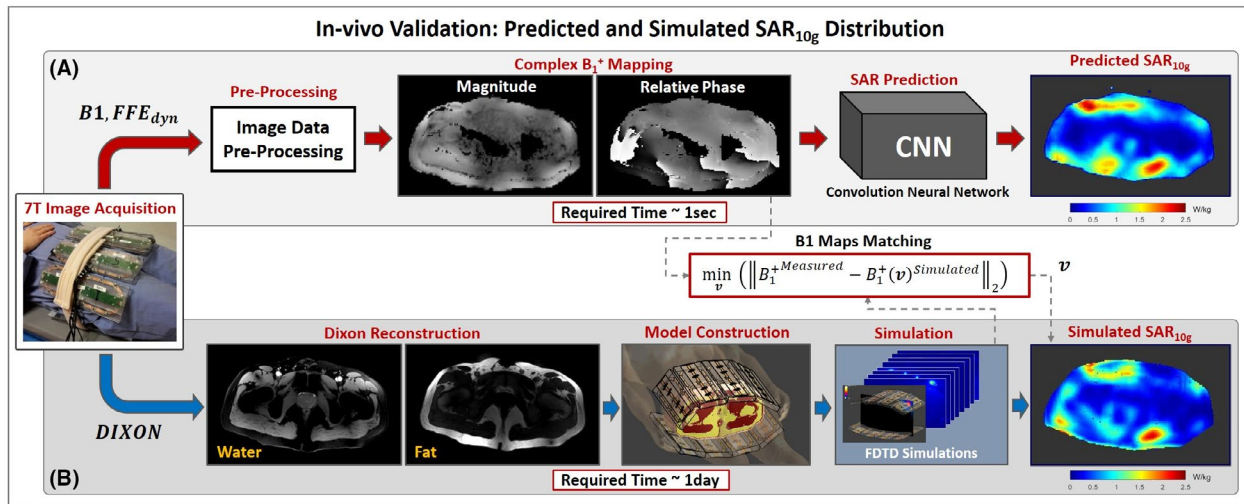 In-vivo Validation: Predicted and Simulated SAR₁₀g Distribution
(A)
B1, FFE_dyn
Pre-Processing
Image Data
Pre-Processing
Complex B₁⁺ Mapping
Magnitude
Relative Phase
SAR Prediction
CNN
Convolution Neural Network
Predicted SAR₁₀g
W/kg
0 0.5 1 1.5 2 2.5
Required Time ~ 1sec
7T Image Acquisition
B1 Maps Matching
min_v (‖B₁⁺ᴹᵉᵃˢᵘʳᵉᵈ − B₁⁺(v)ˢⁱᵐᵘˡᵃᵗᵉᵈ‖₂)
v
DIXON
Dixon Reconstruction
Water
Fat
Model Construction
Simulation
FDTD Simulations
Simulated SAR₁₀g
W/kg
0 0.5 1 1.5 2 2.5
Required Time ~ 1day
(B)